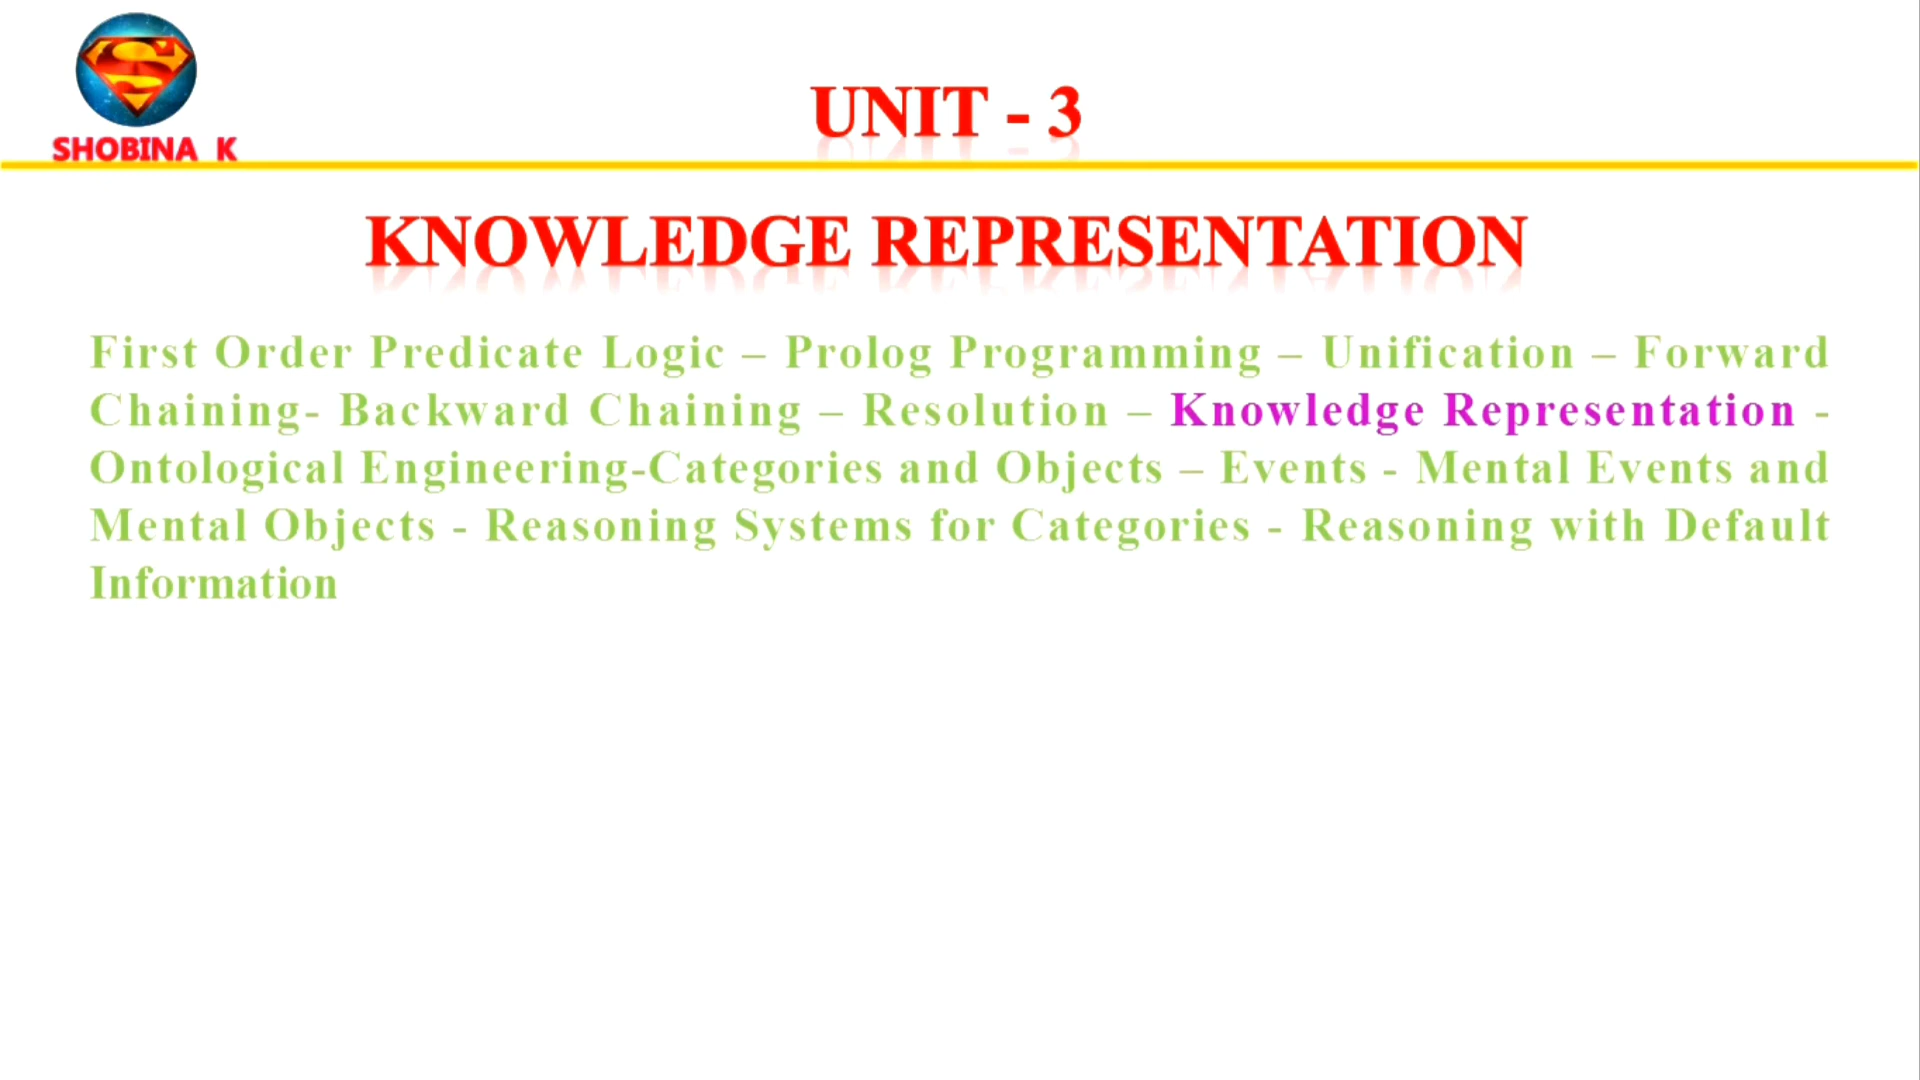 SHOBINA K
UNIT - 3
KNOWLEDGE REPRESENTATION
First Order Predicate Logic – Prolog Programming – Unification – Forward
Chaining- Backward Chaining – Resolution – Knowledge Representation -
Ontological Engineering-Categories and Objects – Events - Mental Events and
Mental Objects - Reasoning Systems for Categories - Reasoning with Default
Information